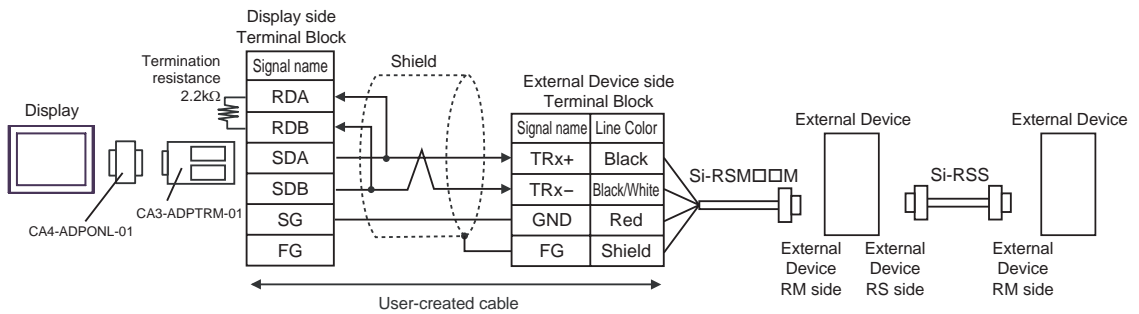 Display side
Terminal Block
Termination
resistance
2.2kΩ
Signal name
RDA
RDB
SDA
SDB
SG
FG
Shield
External Device side
Terminal Block
Signal name Line Color
TRx+ Black
TRx− Black/White
GND Red
FG Shield
Display
CA4-ADPONL-01
CA3-ADPTRM-01
Si-RSM□□M
External Device
Si-RSS
External Device
External
Device
RM side
External
Device
RS side
External
Device
RM side
User-created cable